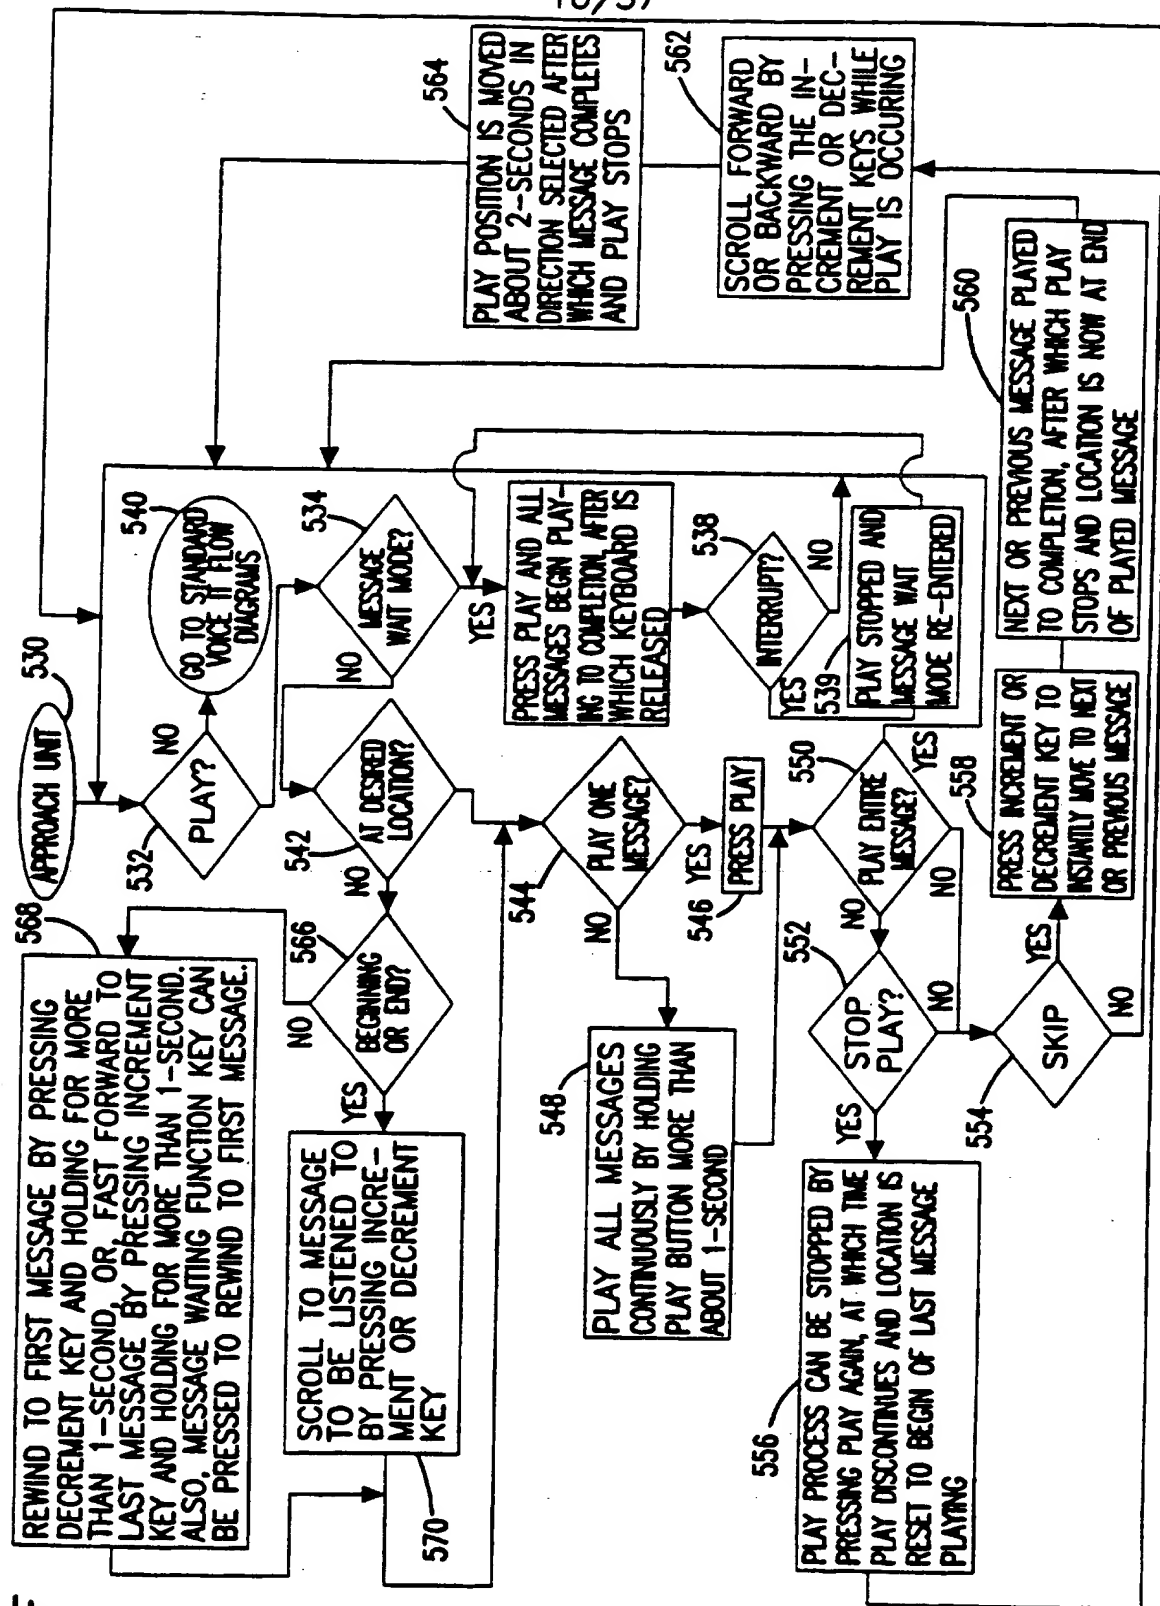 APPROACH UNIT
530
532
PLAY?
NO
GO TO STANDARD
VOICE IT FLOW
DIAGRAMS
540
MESSAGE
WAIT MODE?
534
NO
YES
PRESS PLAY AND ALL
MESSAGES BEGIN PLAY-
ING TO COMPLETION, AFTER
WHICH KEYBOARD IS
RELEASED
INTERRUPT?
538
NO
YES
539
PLAY STOPPED AND
MESSAGE WAIT
MODE RE-ENTERED
AT DESIRED
LOCATION?
542
NO
BEGINNING
OR END?
566
NO
YES
568
REWIND TO FIRST MESSAGE BY PRESSING
DECREMENT KEY AND HOLDING FOR MORE
THAN 1-SECOND, OR, FAST FORWARD TO
LAST MESSAGE BY PRESSING INCREMENT
KEY AND HOLDING FOR MORE THAN 1-SECOND.
ALSO, MESSAGE WAITING FUNCTION KEY CAN
BE PRESSED TO REWIND TO FIRST MESSAGE.
SCROLL TO MESSAGE
TO BE LISTENED TO
BY PRESSING INCRE-
MENT OR DECREMENT
KEY
570
PLAY ONE
MESSAGE?
544
NO
YES
546
PRESS PLAY
548
PLAY ALL MESSAGES
CONTINUOUSLY BY HOLDING
PLAY BUTTON MORE THAN
ABOUT 1-SECOND
PLAY ENTIRE
MESSAGE?
550
YES
NO
NO
552
STOP
PLAY?
YES
NO
556
PLAY PROCESS CAN BE STOPPED BY
PRESSING PLAY AGAIN, AT WHICH TIME
PLAY DISCONTINUES AND LOCATION IS
RESET TO BEGIN OF LAST MESSAGE
PLAYING
554
SKIP
YES
NO
558
PRESS INCREMENT OR
DECREMENT KEY TO
INSTANTLY MOVE TO NEXT
OR PREVIOUS MESSAGE
560
NEXT OR PREVIOUS MESSAGE PLAYED
TO COMPLETION, AFTER WHICH PLAY
STOPS AND LOCATION IS NOW AT END
OF PLAYED MESSAGE
562
SCROLL FORWARD
OR BACKWARD BY
PRESSING THE IN-
CREMENT OR DEC-
REMENT KEYS WHILE
PLAY IS OCCURING
564
PLAY POSITION IS MOVED
ABOUT 2-SECONDS IN
DIRECTION SELECTED AFTER
WHICH MESSAGE COMPLETES
AND PLAY STOPS